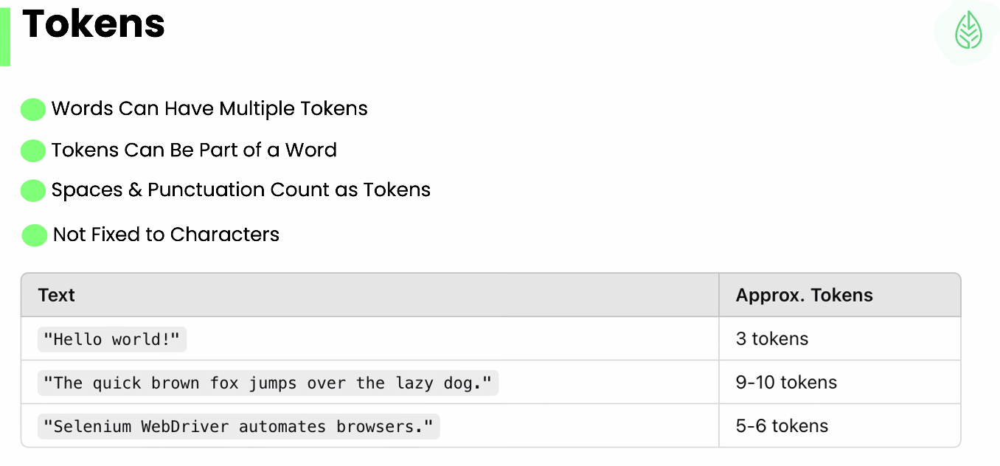 Tokens
Words Can Have Multiple Tokens
Tokens Can Be Part of a Word
Spaces & Punctuation Count as Tokens
Not Fixed to Characters
Text Approx. Tokens
"Hello world!" 3 tokens
"The quick brown fox jumps over the lazy dog." 9-10 tokens
"Selenium WebDriver automates browsers." 5-6 tokens